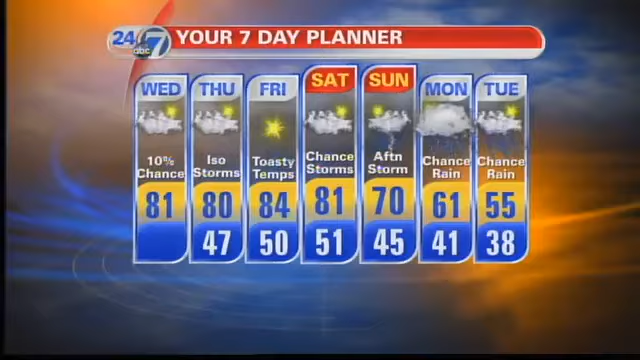 24 abc 7 YOUR 7 DAY PLANNER
WED THU FRI SAT SUN MON TUE
10% Chance
Iso Storms
Toasty Temps
Chance Storms
Aftn Storm
Chance Rain
Chance Rain
81 80 84 81 70 61 55
47 50 51 45 41 38